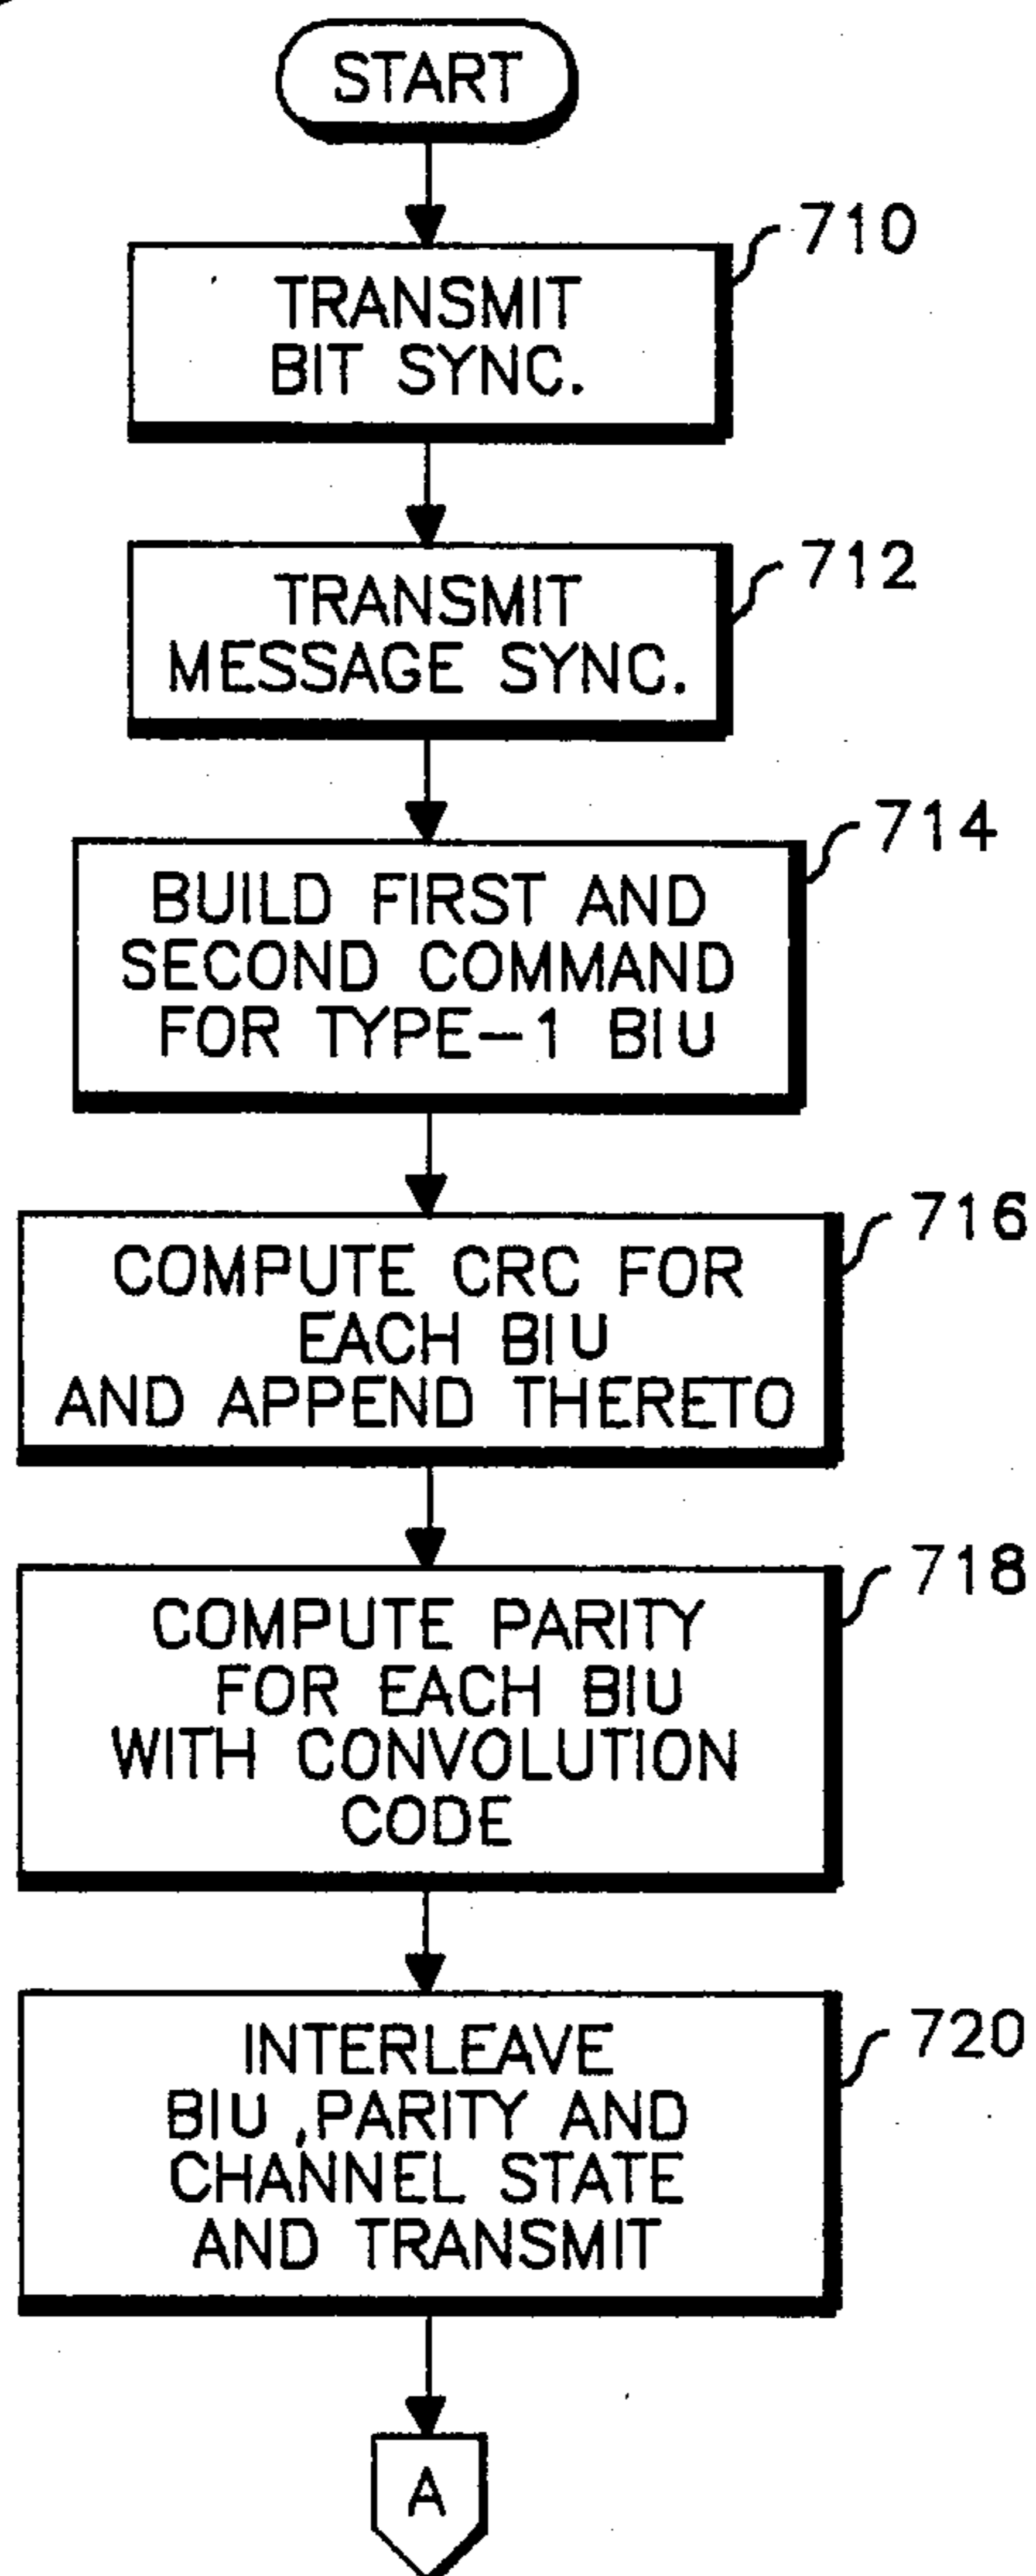 START
710
TRANSMIT
BIT SYNC.
712
TRANSMIT
MESSAGE SYNC.
714
BUILD FIRST AND
SECOND COMMAND
FOR TYPE-1 BIU
716
COMPUTE CRC FOR
EACH BIU
AND APPEND THERETO
718
COMPUTE PARITY
FOR EACH BIU
WITH CONVOLUTION
CODE
720
INTERLEAVE
BIU, PARITY AND
CHANNEL STATE
AND TRANSMIT
A